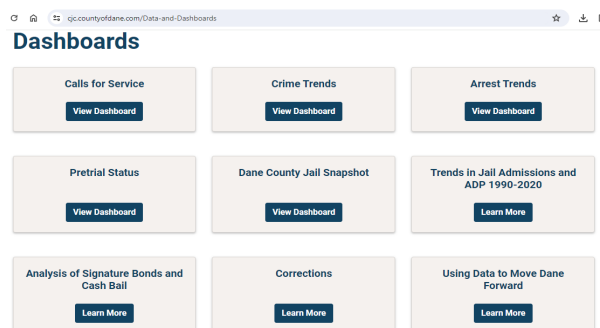 cjc.countyofdane.com/Data-and-Dashboards
Dashboards
Calls for Service
View Dashboard
Crime Trends
View Dashboard
Arrest Trends
View Dashboard
Pretrial Status
View Dashboard
Dane County Jail Snapshot
View Dashboard
Trends in Jail Admissions and
ADP 1990-2020
Learn More
Analysis of Signature Bonds and
Cash Bail
Learn More
Corrections
Learn More
Using Data to Move Dane
Forward
Learn More